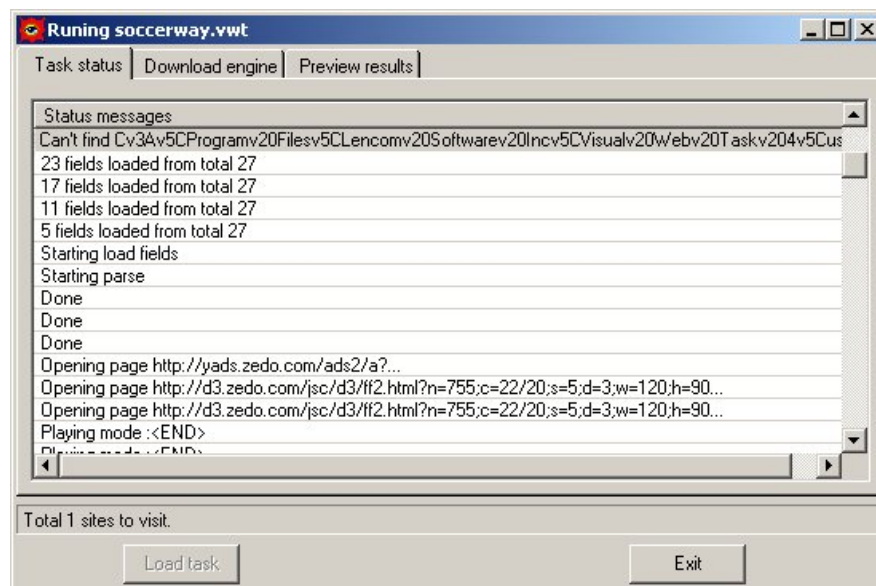 Runing soccerway.vwt
Task status Download engine Preview results
Status messages
Can't find Cv3Av5CProgramv20Filesv5CLencomv20Softwarev20Incv5CVisualv20Webv20Taskv204v5Cus
23 fields loaded from total 27
17 fields loaded from total 27
11 fields loaded from total 27
5 fields loaded from total 27
Starting load fields
Starting parse
Done
Done
Done
Opening page http://yads.zedo.com/ads2/a?...
Opening page http://d3.zedo.com/jsc/d3/ff2.html?n=755;c=22/20;s=5;d=3;w=120;h=90...
Opening page http://d3.zedo.com/jsc/d3/ff2.html?n=755;c=22/20;s=5;d=3;w=120;h=90...
Playing mode :<END>
Playing mode :<END>
Total 1 sites to visit.
Load task Exit